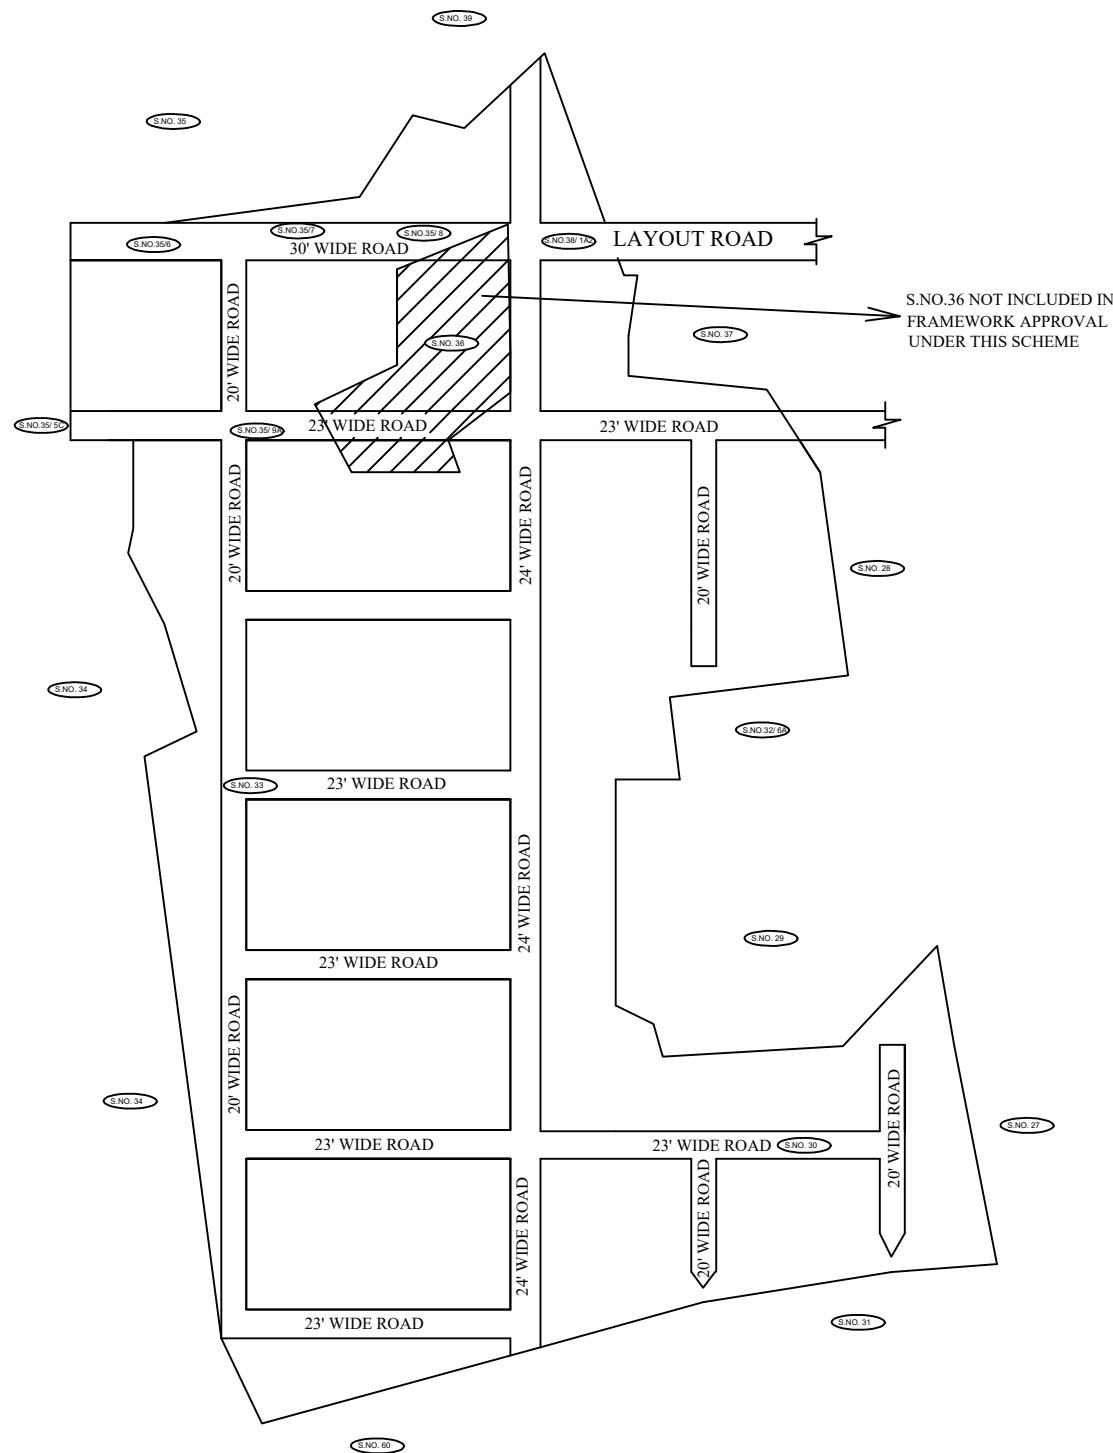 S.NO. 39
S.NO. 35
S.NO.35/7
S.NO.35/ 8
S.NO.35/6
S.NO.38/ 1A2
LAYOUT ROAD
30' WIDE ROAD
S.NO.36 NOT INCLUDED IN
FRAMEWORK APPROVAL
UNDER THIS SCHEME
20' WIDE ROAD
S.NO. 36
S.NO. 37
S.NO.35/ 5C
S.NO.35/ 9A
23' WIDE ROAD
23' WIDE ROAD
20' WIDE ROAD
24' WIDE ROAD
20' WIDE ROAD
S.NO. 28
S.NO. 34
S.NO.32/ 6A
S.NO. 33
23' WIDE ROAD
24' WIDE ROAD
S.NO. 29
23' WIDE ROAD
20' WIDE ROAD
S.NO. 34
23' WIDE ROAD
23' WIDE ROAD
S.NO. 30
20' WIDE ROAD
S.NO. 27
24' WIDE ROAD
20' WIDE ROAD
23' WIDE ROAD
S.NO. 31
S.NO. 60